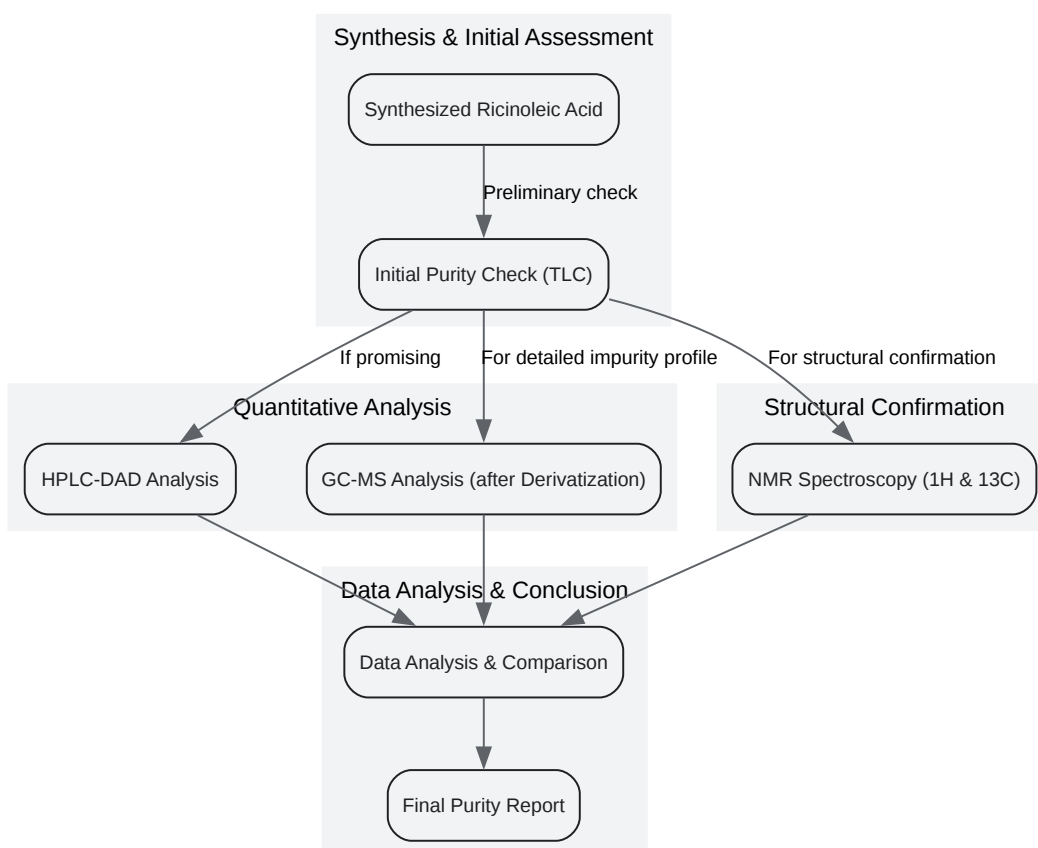 Synthesis & Initial Assessment
Synthesized Ricinoleic Acid
Preliminary check
Initial Purity Check (TLC)
If promising
For detailed impurity profile
For structural confirmation
Quantitative Analysis
Structural Confirmation
HPLC-DAD Analysis
GC-MS Analysis (after Derivatization)
NMR Spectroscopy (1H & 13C)
Data Analysis & Conclusion
Data Analysis & Comparison
Final Purity Report